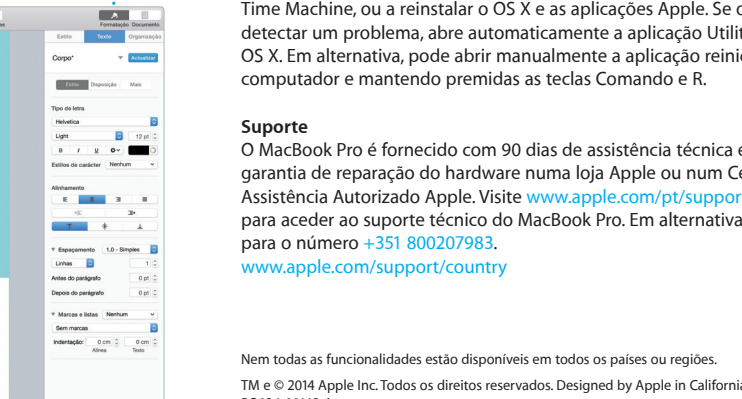 Formatação Documento
Estilo Texto Organização
Corpo* Actualizar
Estilo Disposição Mais
Tipo de letra
Helvetica
Light 12 pt
B I U
Estilos de carácter Nenhum
Alinhamento
Espaçamento 1,0 - Simples
Linhas 1
Antes do parágrafo 0 pt
Depois do parágrafo 0 pt
Marcas e listas Nenhum
Sem marcas
Indentação: 0 cm 0 cm
Alínea Texto
Time Machine, ou a reinstalar o OS X e as aplicações Apple. Se
detectar um problema, abre automaticamente a aplicação
OS X. Em alternativa, pode abrir manualmente a aplicação
computador e mantendo premidas as teclas Comando e R.
Suporte
O MacBook Pro é fornecido com 90 dias de assistência técnica e
garantia de reparação do hardware numa loja Apple ou num
Assistência Autorizado Apple. Visite www.apple.com/pt/suppor
para aceder ao suporte técnico do MacBook Pro. Em alternativa
para o número +351 800207983.
www.apple.com/support/country
Nem todas as funcionalidades estão disponíveis em todos os países ou regiões.
TM e © 2014 Apple Inc. Todos os direitos reservados. Designed by Apple in California